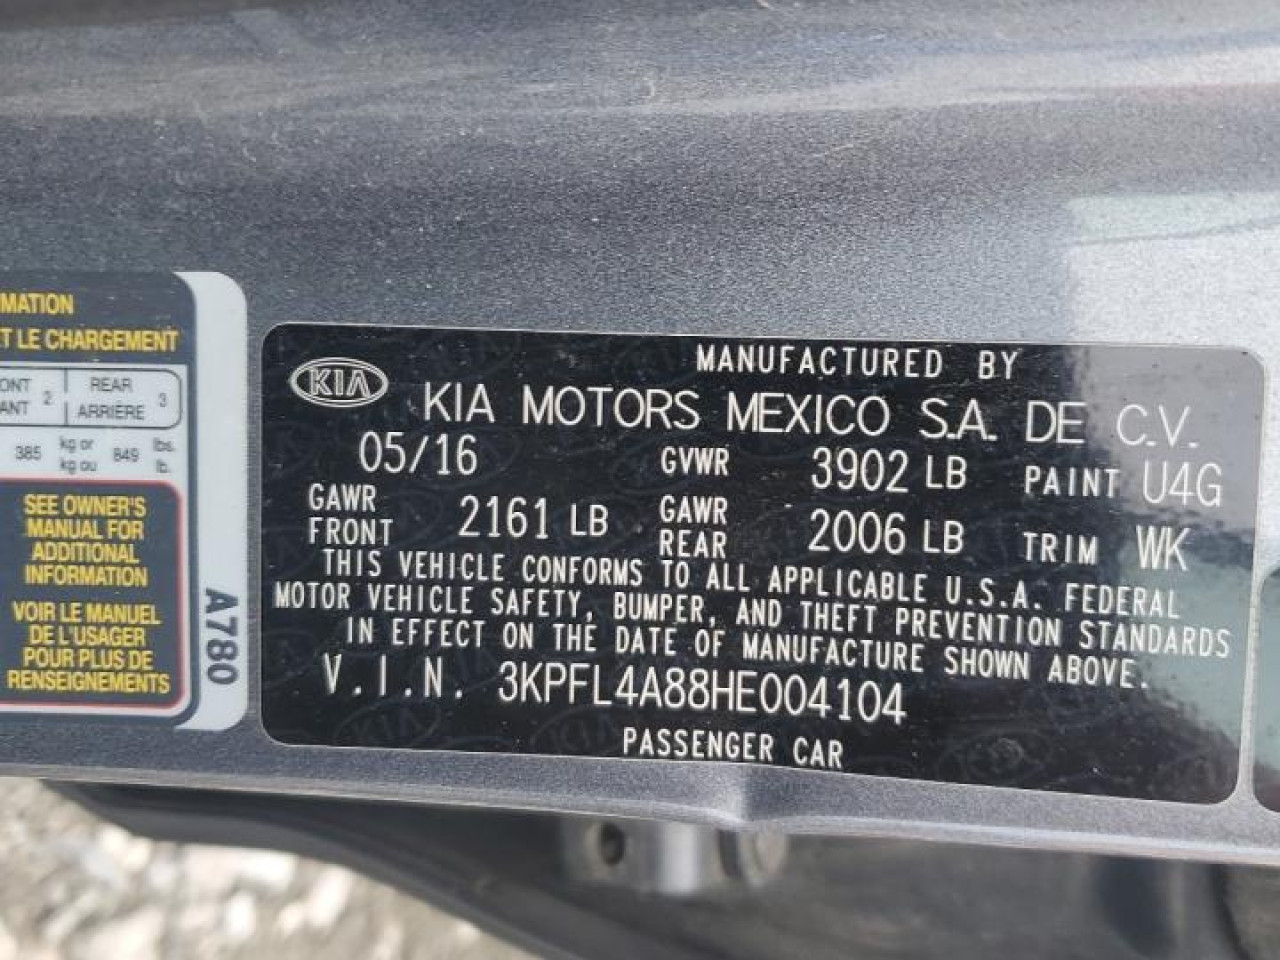 MATION
ET LE CHARGEMENT
ONT 2 REAR 3
ANT ARRIÈRE
385 kg or 849 lbs.
kg ou lb.
SEE OWNER'S
MANUAL FOR
ADDITIONAL
INFORMATION
VOIR LE MANUEL
DE L'USAGER
POUR PLUS DE
RENSEIGNEMENTS
A780
MANUFACTURED BY
KIA KIA MOTORS MEXICO S.A. DE C.V.
05/16 GVWR 3902 LB PAINT U4G
GAWR FRONT 2161 LB GAWR REAR 2006 LB TRIM WK
THIS VEHICLE CONFORMS TO ALL APPLICABLE U.S.A. FEDERAL
MOTOR VEHICLE SAFETY, BUMPER, AND THEFT PREVENTION STANDARDS
IN EFFECT ON THE DATE OF MANUFACTURE SHOWN ABOVE.
V.I.N. 3KPFL4A88HE004104
PASSENGER CAR